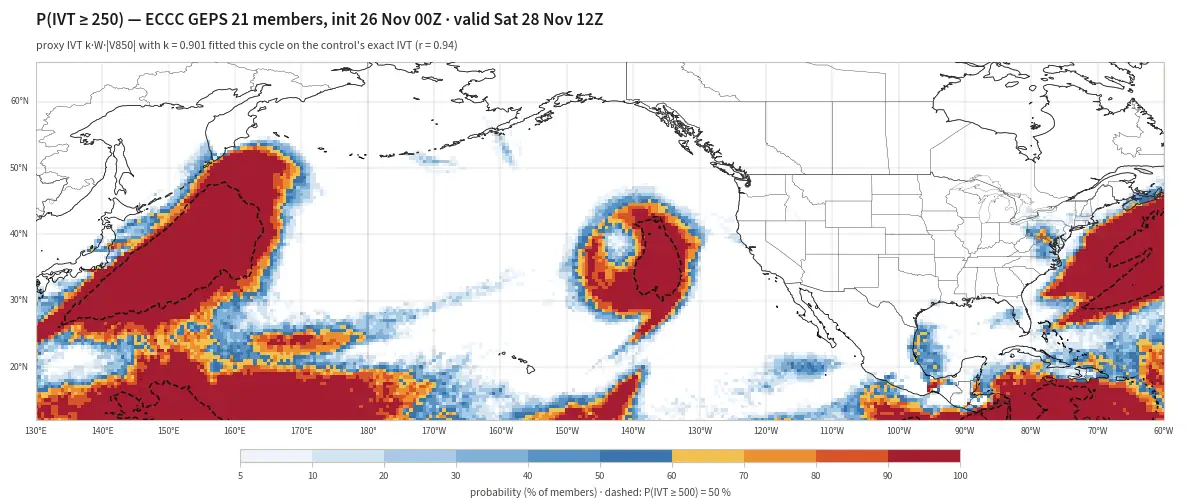 P(IVT ≥ 250) — ECCC GEPS 21 members, init 26 Nov 00Z · valid Sat 28 Nov 12Z
proxy IVT k·W·|V850| with k = 0.901 fitted this cycle on the control's exact IVT (r = 0.94)
60°N
50°N
40°N
30°N
20°N
130°E 140°E 150°E 160°E 170°E 180° 170°W 160°W 150°W 140°W 130°W 120°W 110°W 100°W 90°W 80°W 70°W 60°W
5 10 20 30 40 50 60 70 80 90 100
probability (% of members) · dashed: P(IVT ≥ 500) = 50 %